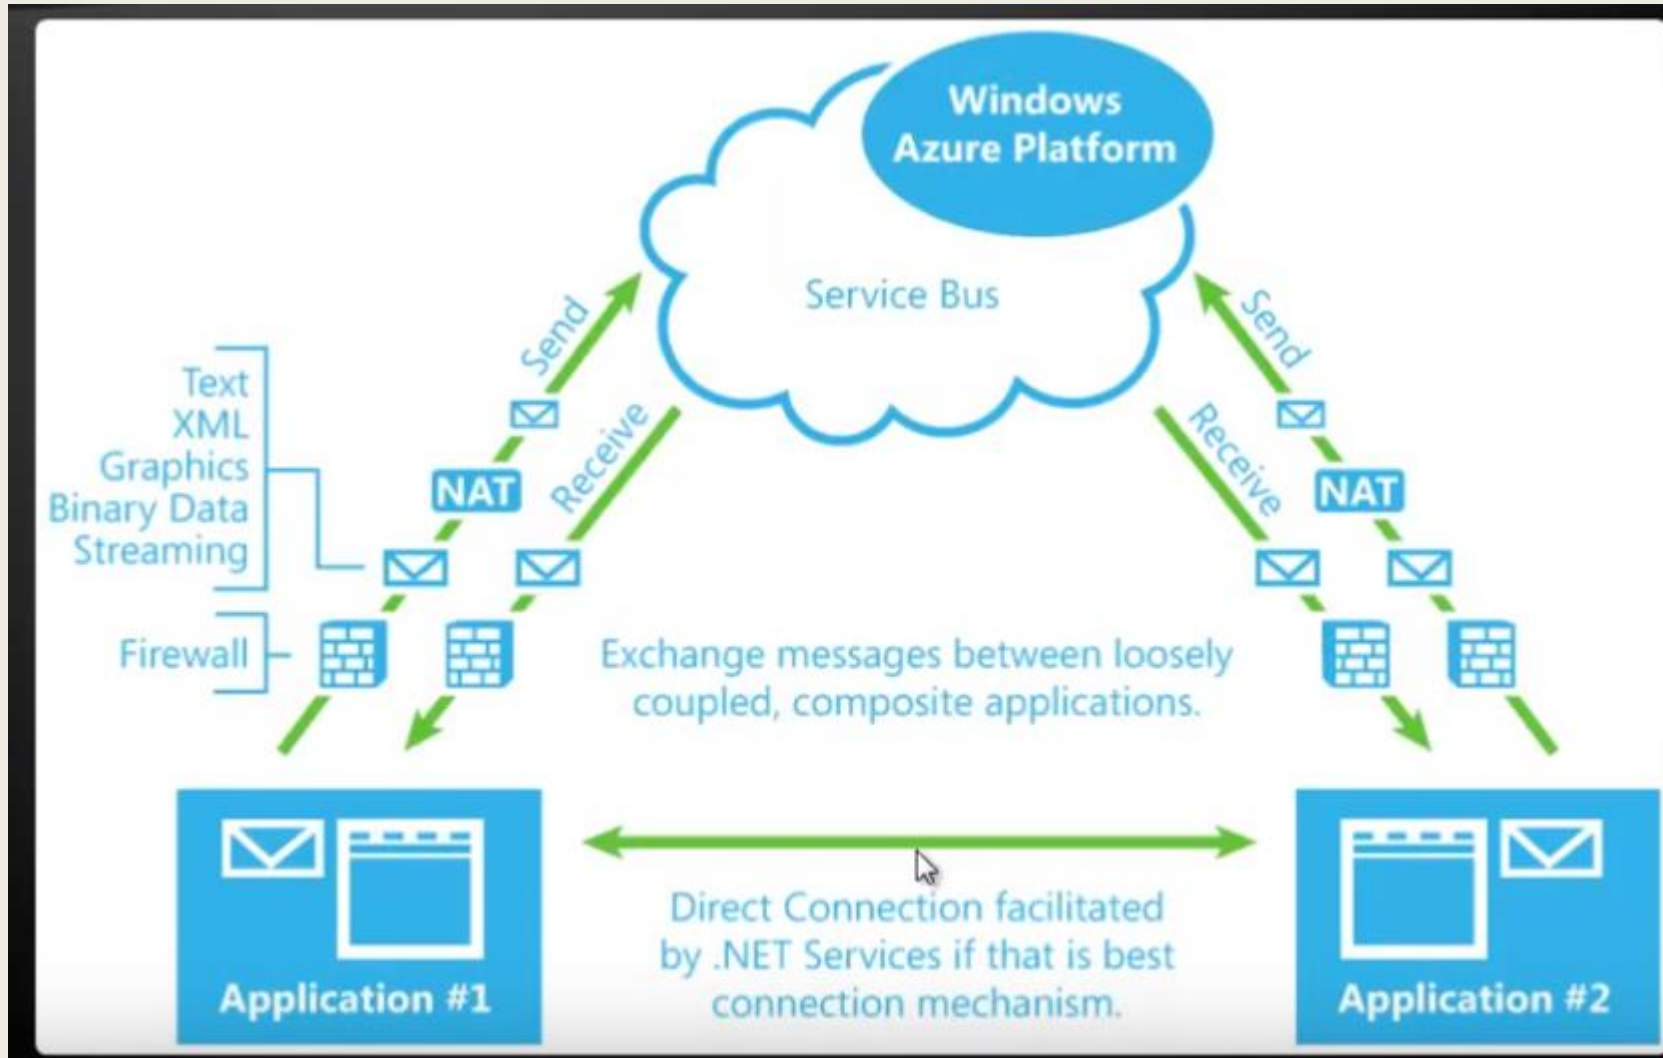 Windows
Azure Platform
Service Bus
Send
Send
Receive
Receive
NAT
NAT
Text
XML
Graphics
Binary Data
Streaming
Firewall
Exchange messages between loosely
coupled, composite applications.
Direct Connection facilitated
by .NET Services if that is best
connection mechanism.
Application #1
Application #2